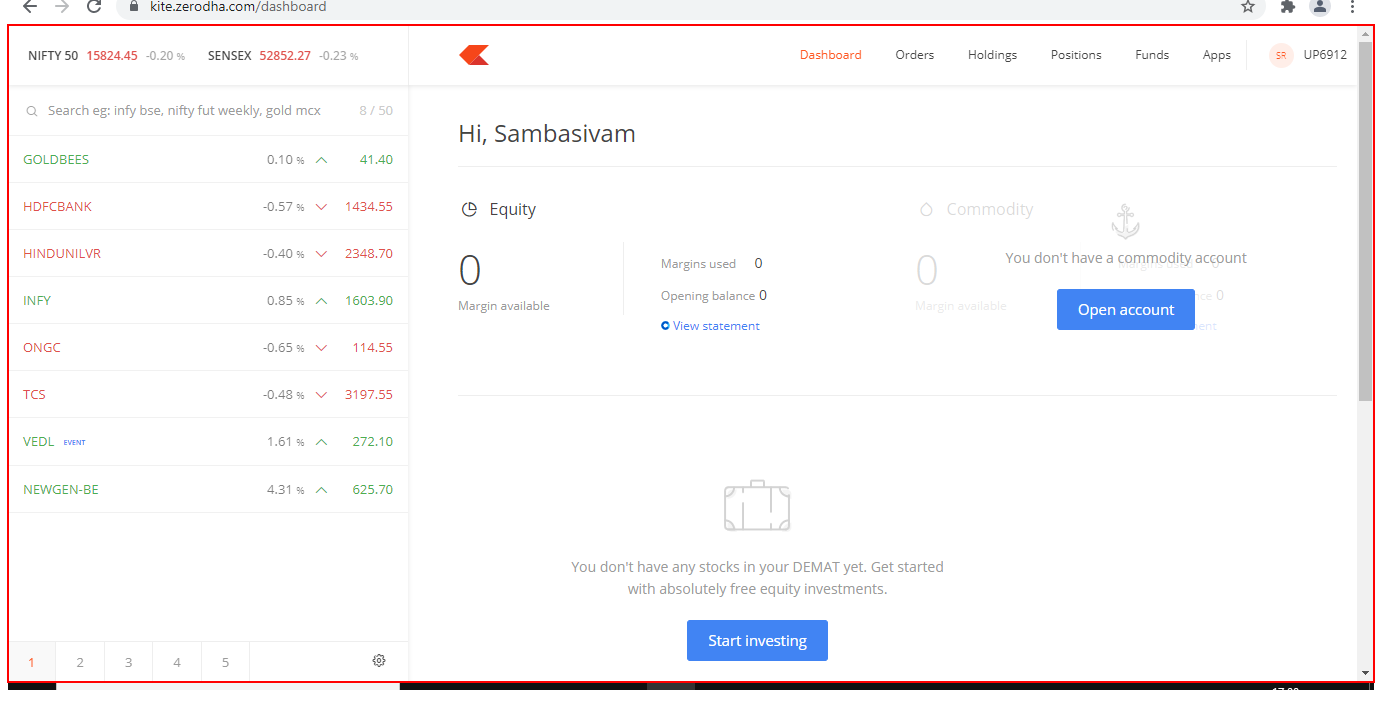 kite.zerodha.com/dashboard
NIFTY 50 15824.45 -0.20 % SENSEX 52852.27 -0.23 %
Dashboard Orders Holdings Positions Funds Apps SR UP6912
Search eg: infy bse, nifty fut weekly, gold mcx 8 / 50
GOLDBEES 0.10 % 41.40
HDFCBANK -0.57 % 1434.55
HINDUNILVR -0.40 % 2348.70
INFY 0.85 % 1603.90
ONGC -0.65 % 114.55
TCS -0.48 % 3197.55
VEDL EVENT 1.61 % 272.10
NEWGEN-BE 4.31 % 625.70
1 2 3 4 5
Hi, Sambasivam
Equity
0
Margin available
Margins used 0
Opening balance 0
View statement
Commodity
0
Margin available
You don't have a commodity account
Open account
You don't have any stocks in your DEMAT yet. Get started
with absolutely free equity investments.
Start investing